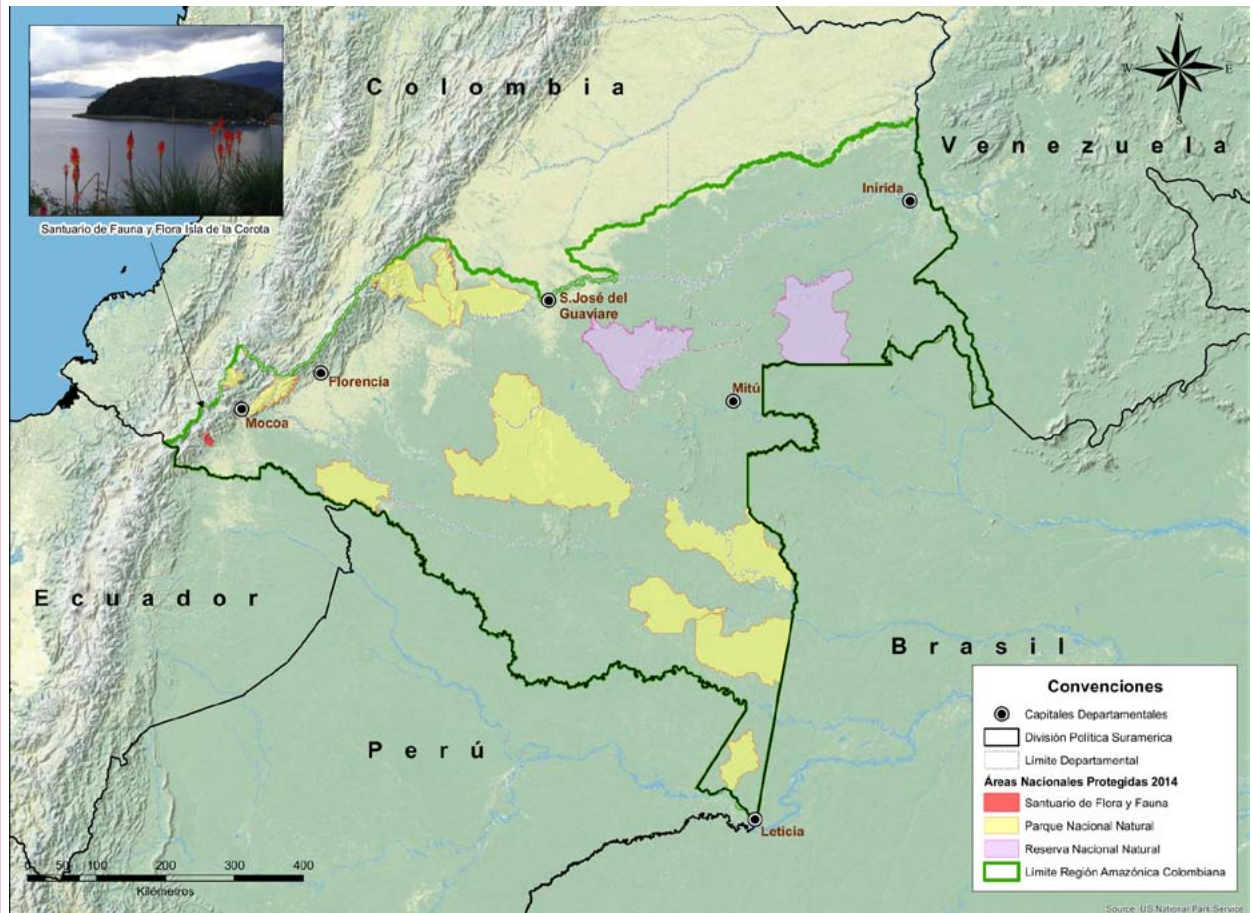 N
W E
S
Colombia
Venezuela
Santuario de Fauna y Flora Isla de la Corota
Inírida
S.José del
Guaviare
Florencia
Mitú
Mocoa
Ecuador
Brasil
Perú
Leticia
0 50 100 200 300 400
Kilómetros
Convenciones
Capitales Departamentales
División Política Suramerica
Límite Departamental
Áreas Nacionales Protegidas 2014
Santuario de Flora y Fauna
Parque Nacional Natural
Reserva Nacional Natural
Límite Región Amazónica Colombiana
Source: US National Park Service